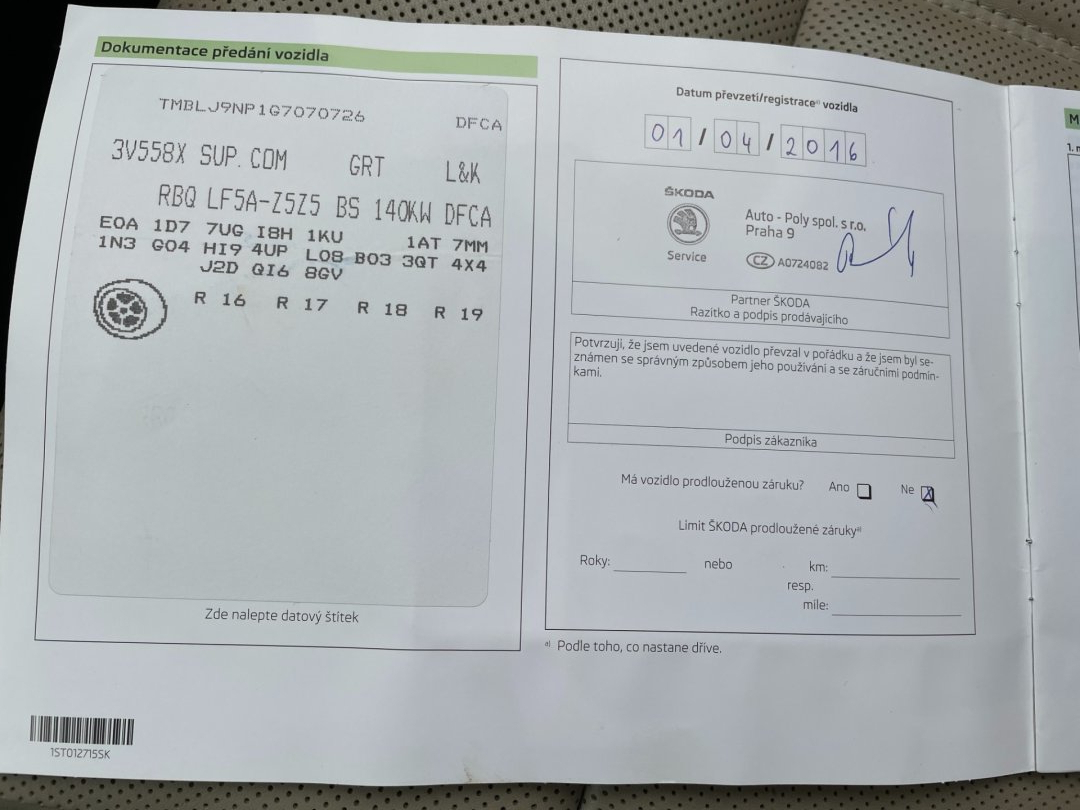 Dokumentace předání vozidla
TMBLJ9NP1G7070726 DFCA
3V558X SUP. COM GRT L&K
RBQ LF5A-Z5Z5 BS 140KW DFCA
E0A 1D7 7UG I8H 1KU 1AT 7MM
1N3 G04 HI9 4UP L08 B03 3QT 4X4
J2D QI6 8GV
R 16 R 17 R 18 R 19
Zde nalepte datový štítek
1ST012715SK
Datum převzetí/registraceª⁾ vozidla
01 / 04 / 2016
ŠKODA
Service
Auto - Poly spol. s r.o.
Praha 9
CZ A0724082
Partner ŠKODA
Razítko a podpis prodávajícího
Potvrzuji, že jsem uvedené vozidlo převzal v pořádku a že jsem byl se-
známen se správným způsobem jeho používání a se záručními podmín-
kami.
Podpis zákazníka
Má vozidlo prodlouženou záruku? Ano Ne X
Limit ŠKODA prodloužené zárukyª⁾
Roky: nebo km:
resp.
míle:
ª⁾ Podle toho, co nastane dříve.
M